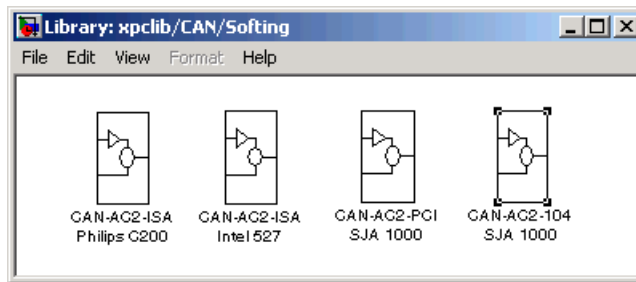 Library: xpclib/CAN/Softing
File Edit View Format Help
CAN-AC2-ISA CAN-AC2-ISA CAN-AC2-PCI CAN-AC2-104
Philips C200 Intel 527 SJA 1000 SJA 1000